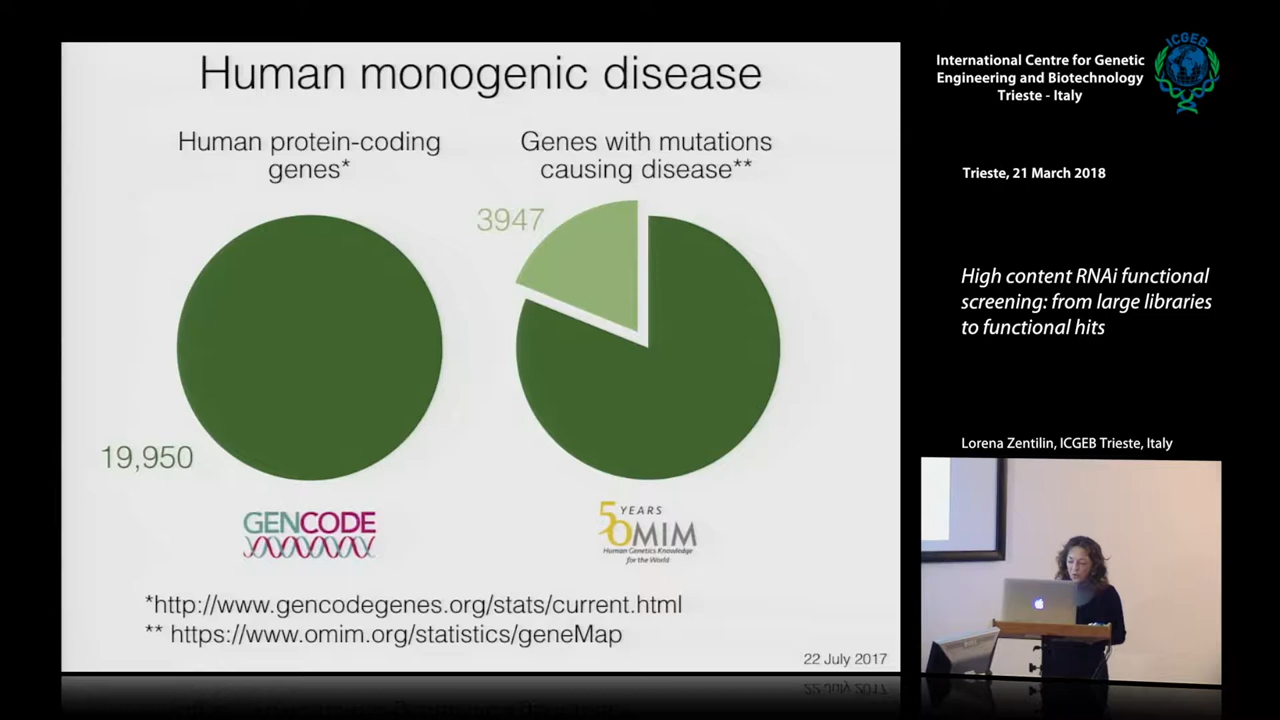 Human monogenic disease
Human protein-coding
genes*
Genes with mutations
causing disease**
3947
19,950
GENCODE
50 YEARS
OMIM
Human Genetics Knowledge
for the World
*http://www.gencodegenes.org/stats/current.html
** https://www.omim.org/statistics/geneMap
22 July 2017
ICGEB
International Centre for Genetic
Engineering and Biotechnology
Trieste - Italy
Trieste, 21 March 2018
High content RNAi functional
screening: from large libraries
to functional hits
Lorena Zentilin, ICGEB Trieste, Italy